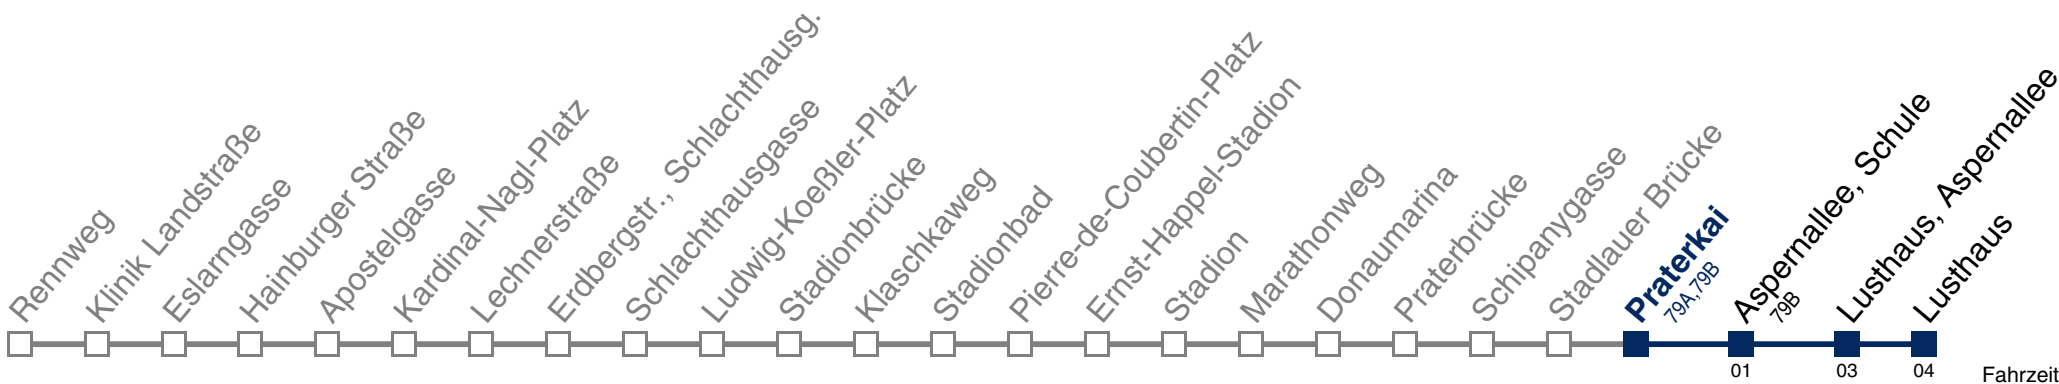 Rennweg
Klinik Landstraße
Eslarngasse
Hainburger Straße
Apostelgasse
Kardinal-Nagl-Platz
Lechnerstraße
Erdbergstr., Schlachthausg.
Schlachthausgasse
Ludwig-Koeßler-Platz
Stadionbrücke
Klaschkaweg
Stadionbad
Pierre-de-Coubertin-Platz
Ernst-Happel-Stadion
Stadion
Marathonweg
Donaumarina
Praterbrücke
Schipanygasse
Stadlauer Brücke
Praterkai
79A,79B
Aspernallee, Schule
79B
Lusthaus, Aspernallee
Lusthaus
01
03
04
Fahrzeit